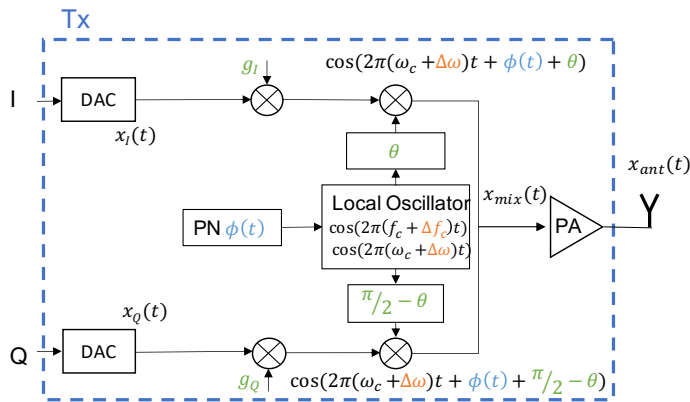 Tx
g_I
cos(2π(ω_c +Δω)t + ϕ(t) + θ)
I
DAC
x_I(t)
θ
x_ant(t)
Local Oscillator
x_mix(t)
PN ϕ(t)
cos(2π(f_c + Δf_c)t)
PA
cos(2π(ω_c +Δω)t)
π/2 − θ
x_Q(t)
Q
DAC
g_Q
cos(2π(ω_c +Δω)t + ϕ(t) + π/2 − θ)